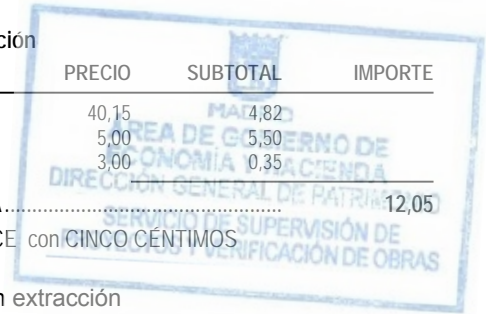 ción
PRECIO SUBTOTAL IMPORTE
40,15 4,82
5,00 5,50
3,00 0,35
MADRID
ÁREA DE GOBIERNO DE
ECONOMÍA Y HACIENDA
DIRECCIÓN GENERAL DE PATRIMONIO
12,05
SERVICIO DE SUPERVISIÓN DE
CE con CINCO CÉNTIMOS
Y VERIFICACIÓN DE OBRAS
extracción